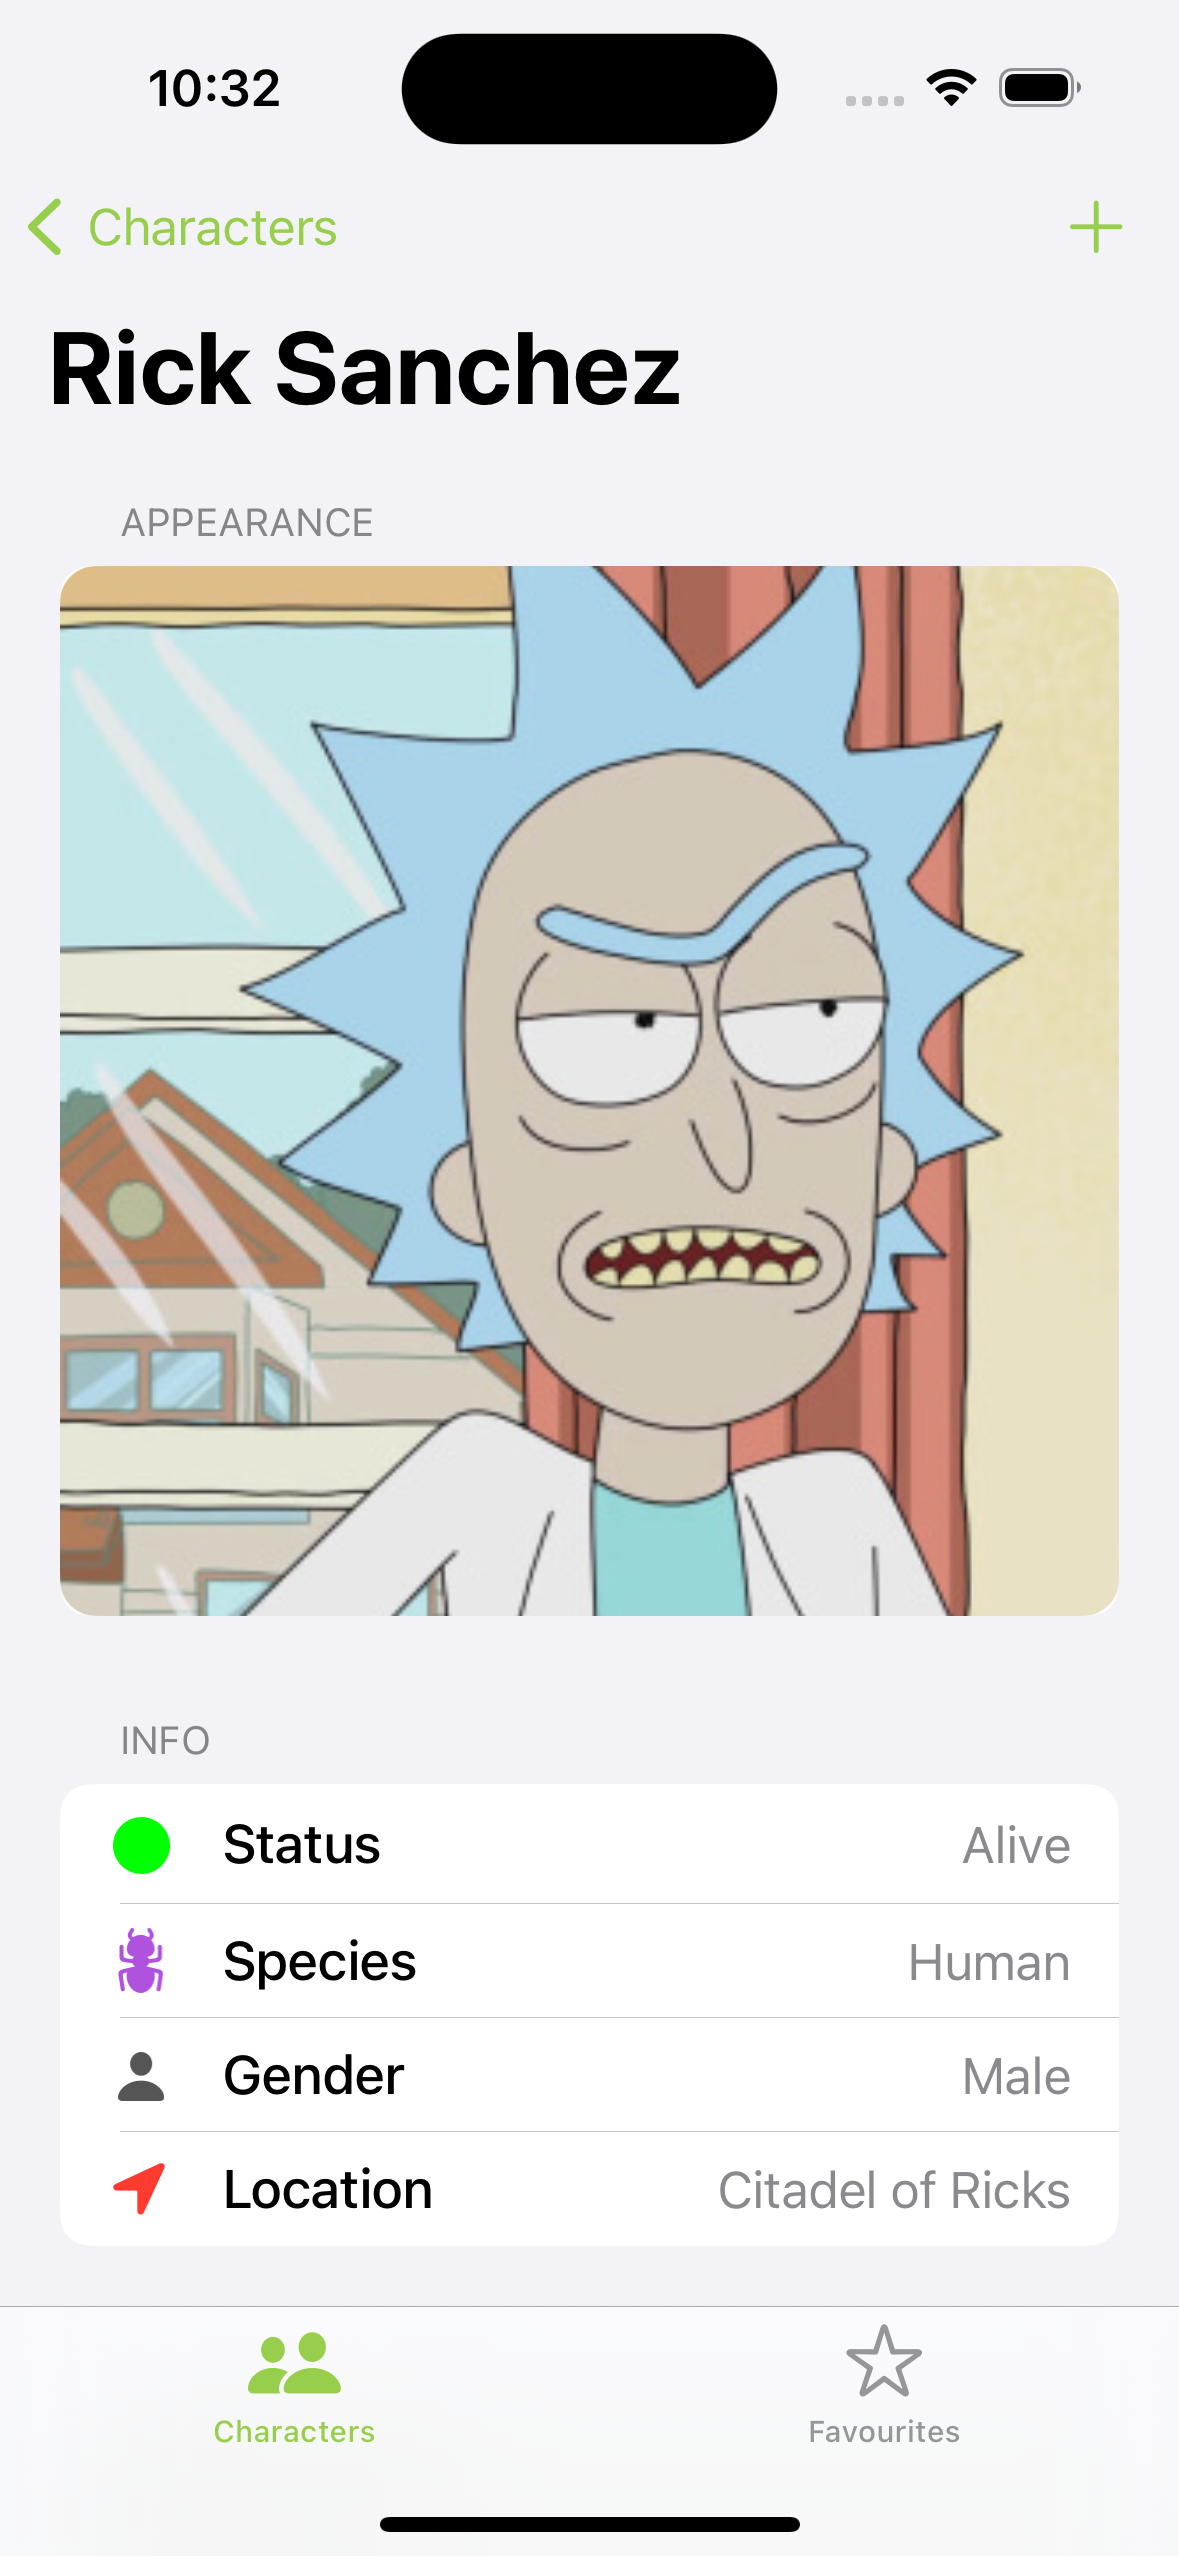 10:32
Characters
Rick Sanchez
APPEARANCE
INFO
Status Alive
Species Human
Gender Male
Location Citadel of Ricks
Characters Favourites